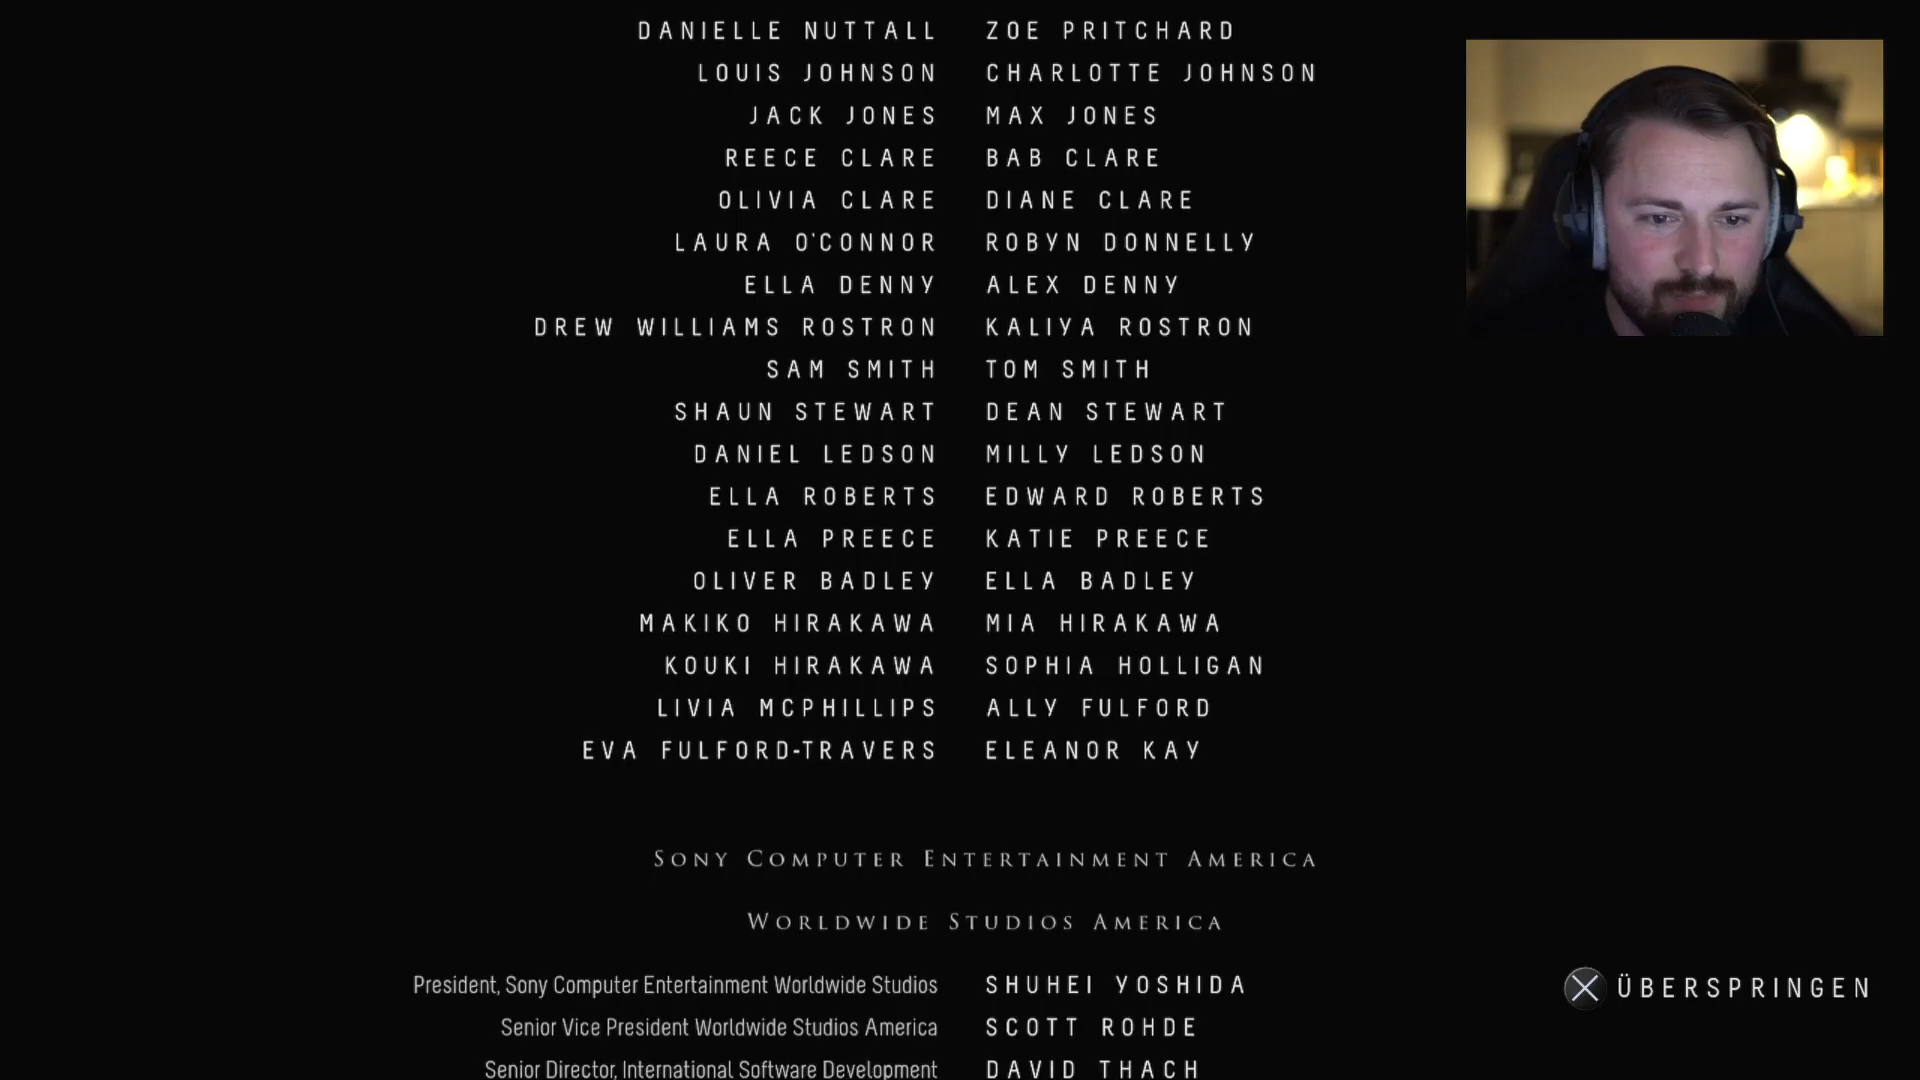 DANIELLE NUTTALL ZOE PRITCHARD
LOUIS JOHNSON CHARLOTTE JOHNSON
JACK JONES MAX JONES
REECE CLARE BAB CLARE
OLIVIA CLARE DIANE CLARE
LAURA O'CONNOR ROBYN DONNELLY
ELLA DENNY ALEX DENNY
DREW WILLIAMS ROSTRON KALIYA ROSTRON
SAM SMITH TOM SMITH
SHAUN STEWART DEAN STEWART
DANIEL LEDSON MILLY LEDSON
ELLA ROBERTS EDWARD ROBERTS
ELLA PREECE KATIE PREECE
OLIVER BADLEY ELLA BADLEY
MAKIKO HIRAKAWA MIA HIRAKAWA
KOUKI HIRAKAWA SOPHIA HOLLIGAN
LIVIA MCPHILLIPS ALLY FULFORD
EVA FULFORD-TRAVERS ELEANOR KAY
SONY COMPUTER ENTERTAINMENT AMERICA
WORLDWIDE STUDIOS AMERICA
President, Sony Computer Entertainment Worldwide Studios SHUHEI YOSHIDA
ÜBERSPRINGEN
Senior Vice President Worldwide Studios America SCOTT ROHDE
Senior Director, International Software Development DAVID THACH